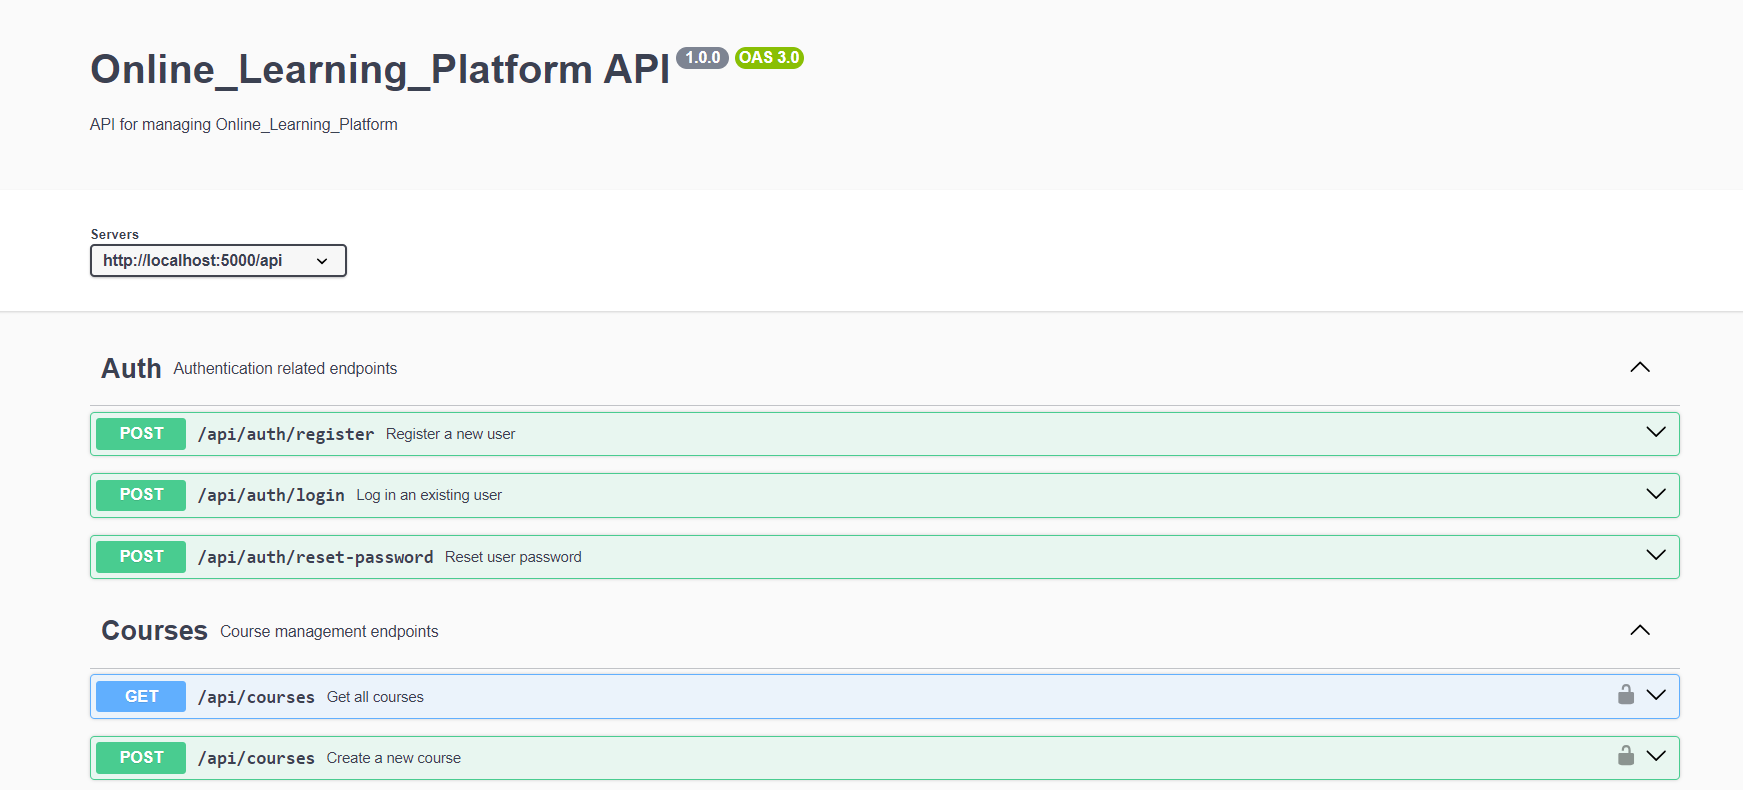 Online_Learning_Platform API 1.0.0 OAS 3.0
API for managing Online_Learning_Platform
Servers
http://localhost:5000/api
Auth Authentication related endpoints
POST /api/auth/register Register a new user
POST /api/auth/login Log in an existing user
POST /api/auth/reset-password Reset user password
Courses Course management endpoints
GET /api/courses Get all courses
POST /api/courses Create a new course